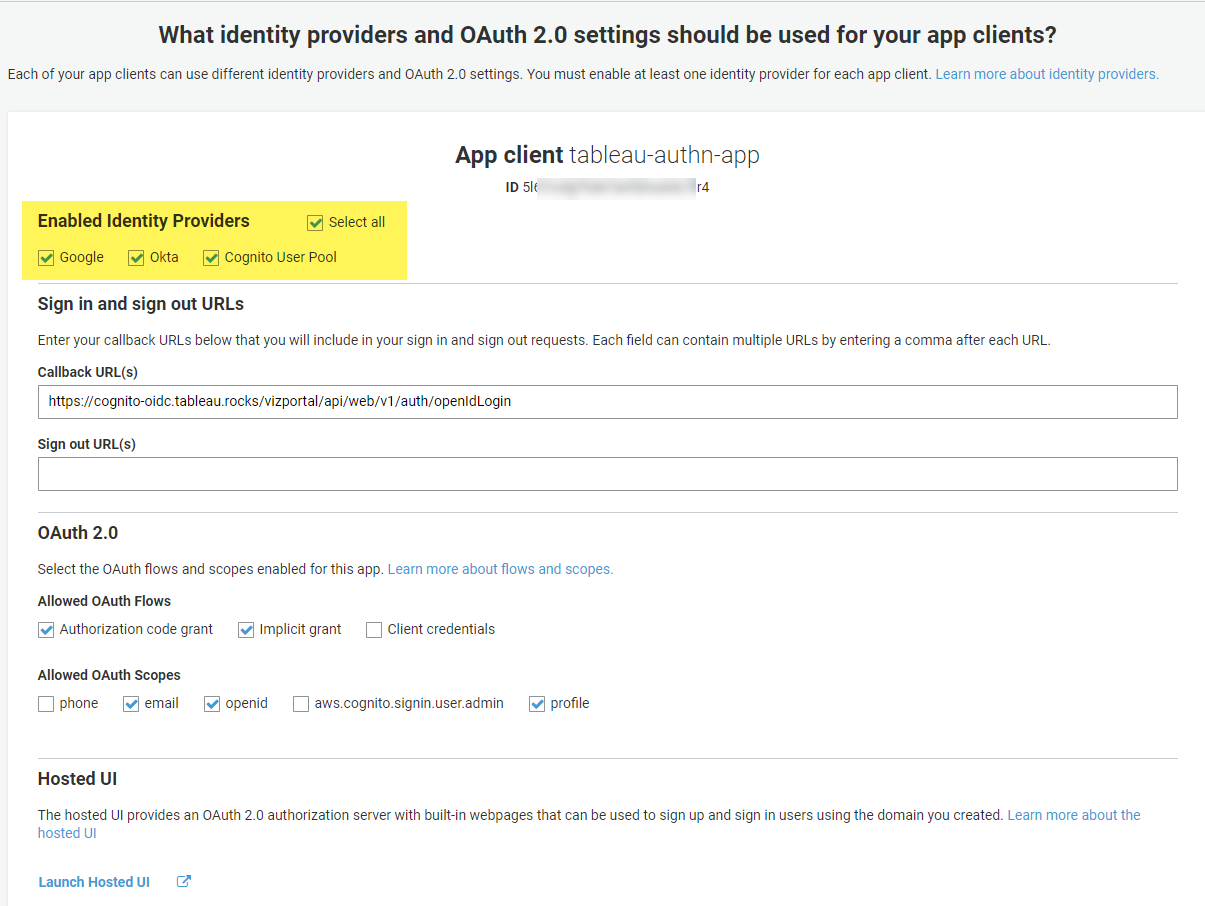 What identity providers and OAuth 2.0 settings should be used for your app clients?
Each of your app clients can use different identity providers and OAuth 2.0 settings. You must enable at least one identity provider for each app client. Learn more about identity providers.
App client tableau-authn-app
ID 5l r4
Enabled Identity Providers Select all
Google Okta Cognito User Pool
Sign in and sign out URLs
Enter your callback URLs below that you will include in your sign in and sign out requests. Each field can contain multiple URLs by entering a comma after each URL.
Callback URL(s)
https://cognito-oidc.tableau.rocks/vizportal/api/web/v1/auth/openIdLogin
Sign out URL(s)
OAuth 2.0
Select the OAuth flows and scopes enabled for this app. Learn more about flows and scopes.
Allowed OAuth Flows
Authorization code grant Implicit grant Client credentials
Allowed OAuth Scopes
phone email openid aws.cognito.signin.user.admin profile
Hosted UI
The hosted UI provides an OAuth 2.0 authorization server with built-in webpages that can be used to sign up and sign in users using the domain you created. Learn more about the
hosted UI
Launch Hosted UI